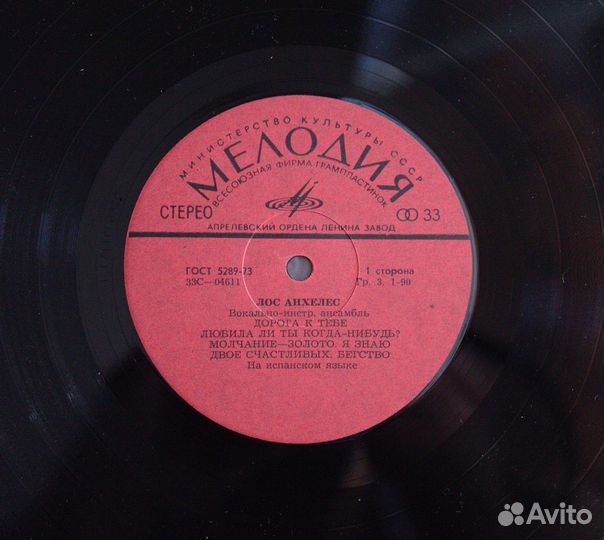 МИНИСТЕРСТВО КУЛЬТУРЫ СССР
МЕЛОДИЯ
ВСЕСОЮЗНАЯ ФИРМА ГРАМПЛАСТИНОК
СТЕРЕО 33
АПРЕЛЕВСКИЙ ОРДЕНА ЛЕНИНА ЗАВОД
ГОСТ 5289-73 1 сторона
33С—04611 Гр. 3. 1-90
ЛОС АНХЕЛЕС
Вокально-инстр. ансамбль
ДОРОГА К ТЕБЕ
ЛЮБИЛА ЛИ ТЫ КОГДА-НИБУДЬ?
МОЛЧАНИЕ—ЗОЛОТО. Я ЗНАЮ
ДВОЕ СЧАСТЛИВЫХ. БЕГСТВО
На испанском языке
Avito